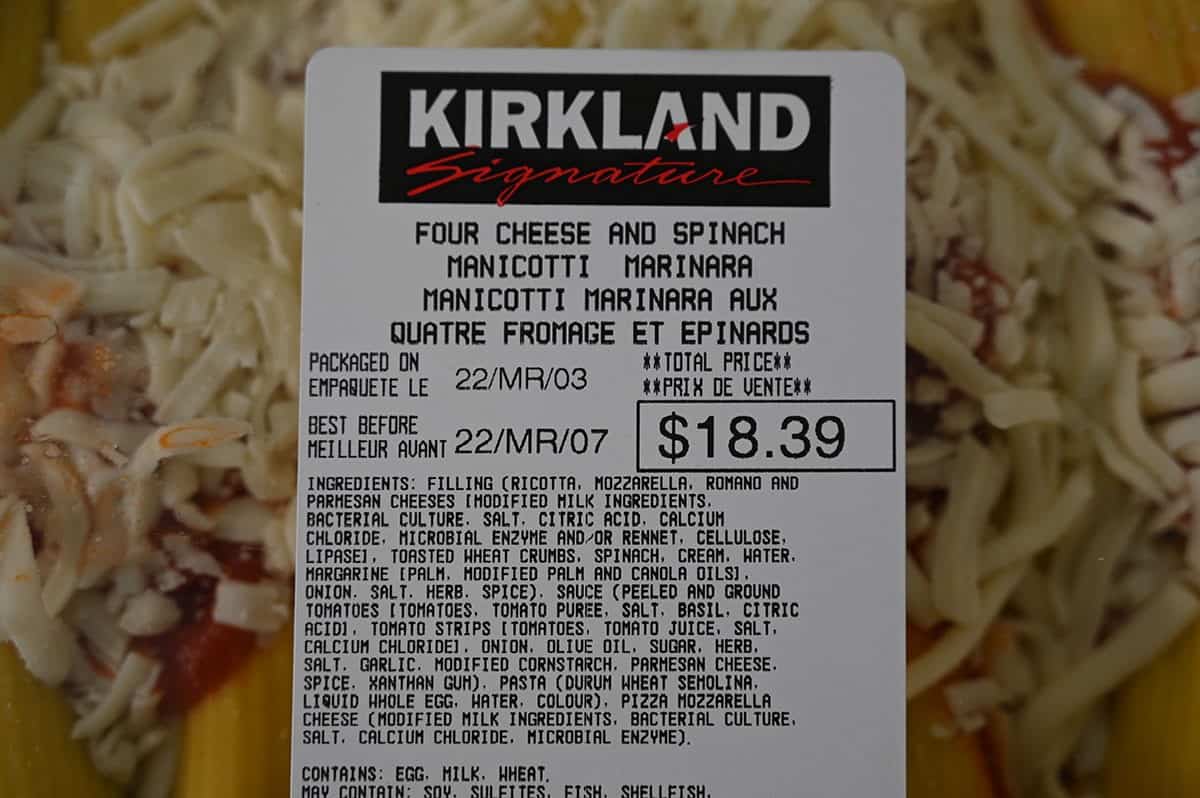 KIRKLAND
Signature
FOUR CHEESE AND SPINACH
MANICOTTI MARINARA
MANICOTTI MARINARA AUX
QUATRE FROMAGE ET EPINARDS
PACKAGED ON
EMPAQUETE LE 22/MR/03
**TOTAL PRICE**
**PRIX DE VENTE**
BEST BEFORE
MEILLEUR AVANT 22/MR/07
$18.39
INGREDIENTS: FILLING (RICOTTA, MOZZARELLA, ROMANO AND
PARMESAN CHEESES [MODIFIED MILK INGREDIENTS,
BACTERIAL CULTURE, SALT, CITRIC ACID, CALCIUM
CHLORIDE, MICROBIAL ENZYME AND/OR RENNET, CELLULOSE,
LIPASE], TOASTED WHEAT CRUMBS, SPINACH, CREAM, WATER,
MARGARINE [PALM, MODIFIED PALM AND CANOLA OILS],
ONION, SALT, HERB, SPICE), SAUCE (PEELED AND GROUND
TOMATOES [TOMATOES, TOMATO PUREE, SALT, BASIL, CITRIC
ACID], TOMATO STRIPS [TOMATOES, TOMATO JUICE, SALT,
CALCIUM CHLORIDE], ONION, OLIVE OIL, SUGAR, HERB,
SALT, GARLIC, MODIFIED CORNSTARCH, PARMESAN CHEESE,
SPICE, XANTHAN GUM), PASTA (DURUM WHEAT SEMOLINA,
LIQUID WHOLE EGG, WATER, COLOUR), PIZZA MOZZARELLA
CHEESE (MODIFIED MILK INGREDIENTS, BACTERIAL CULTURE,
SALT, CALCIUM CHLORIDE, MICROBIAL ENZYME).
CONTAINS: EGG, MILK, WHEAT.
MAY CONTAIN: SOY, SULFITES, FISH, SHELLFISH,